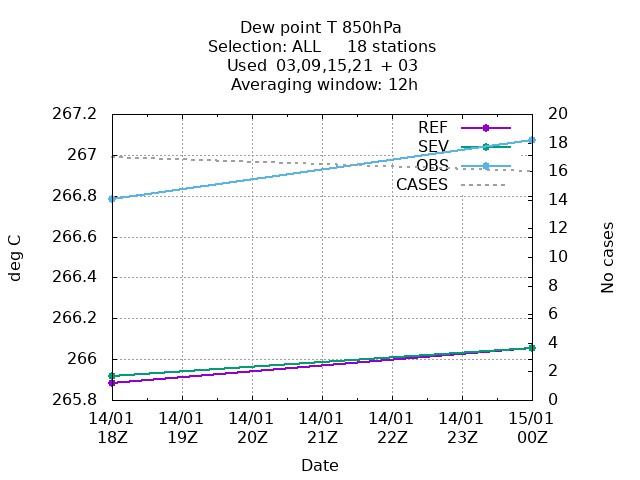 Dew point T 850hPa
Selection: ALL     18 stations
Used  03,09,15,21 + 03
Averaging window: 12h
267.2
267
266.8
266.6
266.4
266.2
266
265.8
deg C
20
18
16
14
12
10
8
6
4
2
0
No cases
REF
SEV
OBS
CASES
14/01 14/01 14/01 14/01 14/01 14/01 15/01
18Z 19Z 20Z 21Z 22Z 23Z 00Z
Date